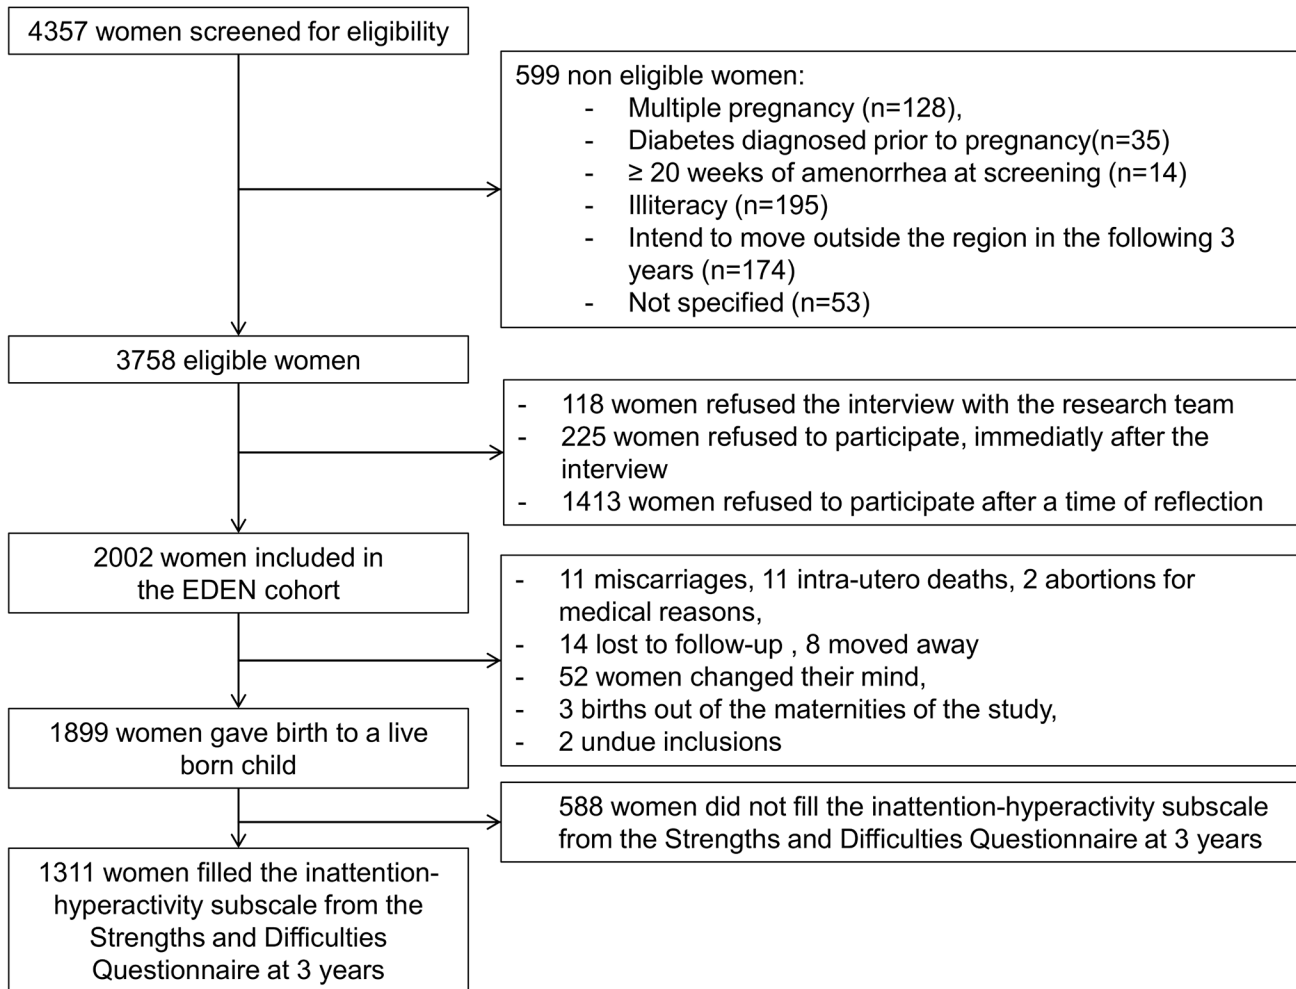 4357 women screened for eligibility
599 non eligible women:
- Multiple pregnancy (n=128),
- Diabetes diagnosed prior to pregnancy(n=35)
- ≥ 20 weeks of amenorrhea at screening (n=14)
- Illiteracy (n=195)
- Intend to move outside the region in the following 3
years (n=174)
- Not specified (n=53)
3758 eligible women
- 118 women refused the interview with the research team
- 225 women refused to participate, immediatly after the
interview
- 1413 women refused to participate after a time of reflection
2002 women included in
the EDEN cohort
- 11 miscarriages, 11 intra-utero deaths, 2 abortions for
medical reasons,
- 14 lost to follow-up , 8 moved away
- 52 women changed their mind,
- 3 births out of the maternities of the study,
- 2 undue inclusions
1899 women gave birth to a live
born child
588 women did not fill the inattention-hyperactivity subscale
from the Strengths and Difficulties Questionnaire at 3 years
1311 women filled the inattention-
hyperactivity subscale from the
Strengths and Difficulties
Questionnaire at 3 years